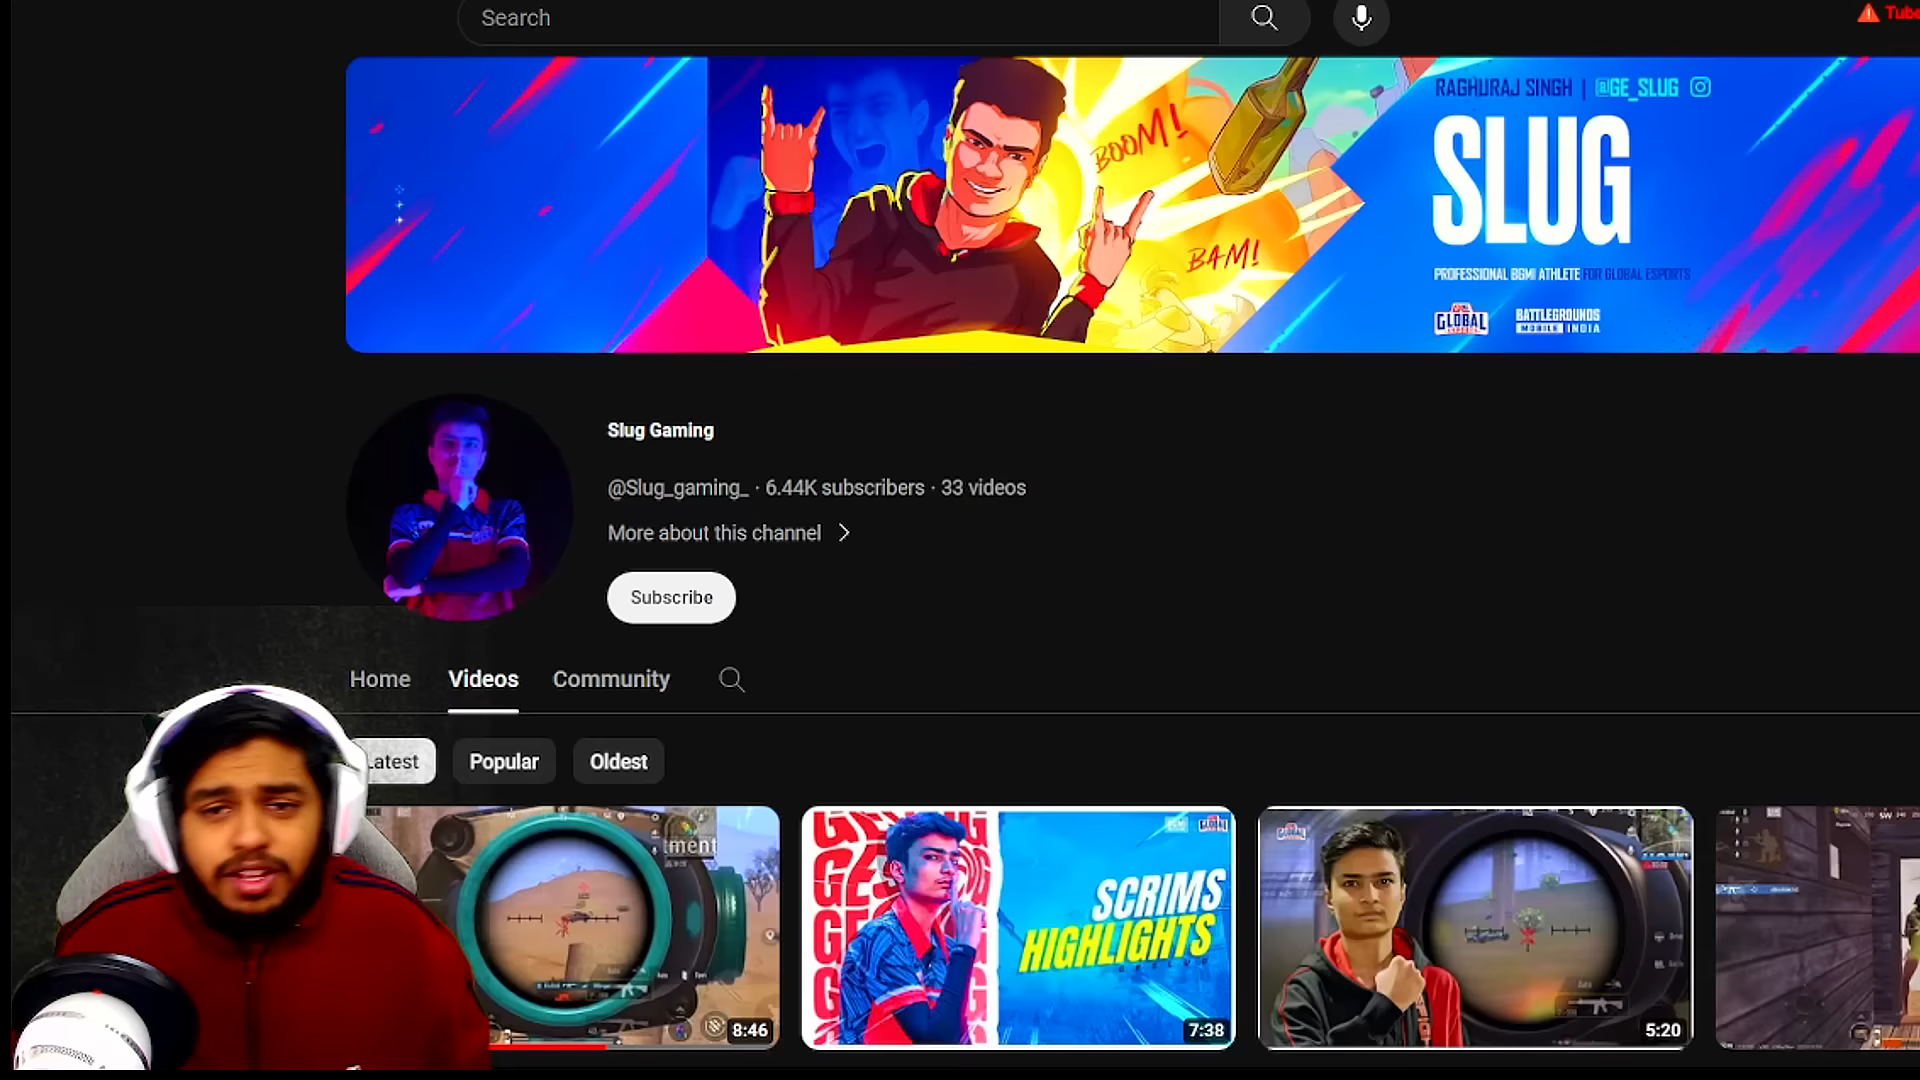 Search
Tube
RAGHURAJ SINGH | @GE_SLUG
SLUG
BOOM!
BAM!
PROFESSIONAL BGMI ATHLETE FOR GLOBAL ESPORTS
GLOBAL
BATTLEGROUNDS
MOBILE INDIA
Slug Gaming
@Slug_gaming_ · 6.44K subscribers · 33 videos
More about this channel
Subscribe
Home Videos Community
Latest Popular Oldest
SCRIMS
HIGHLIGHTS
8:46
7:38
5:20